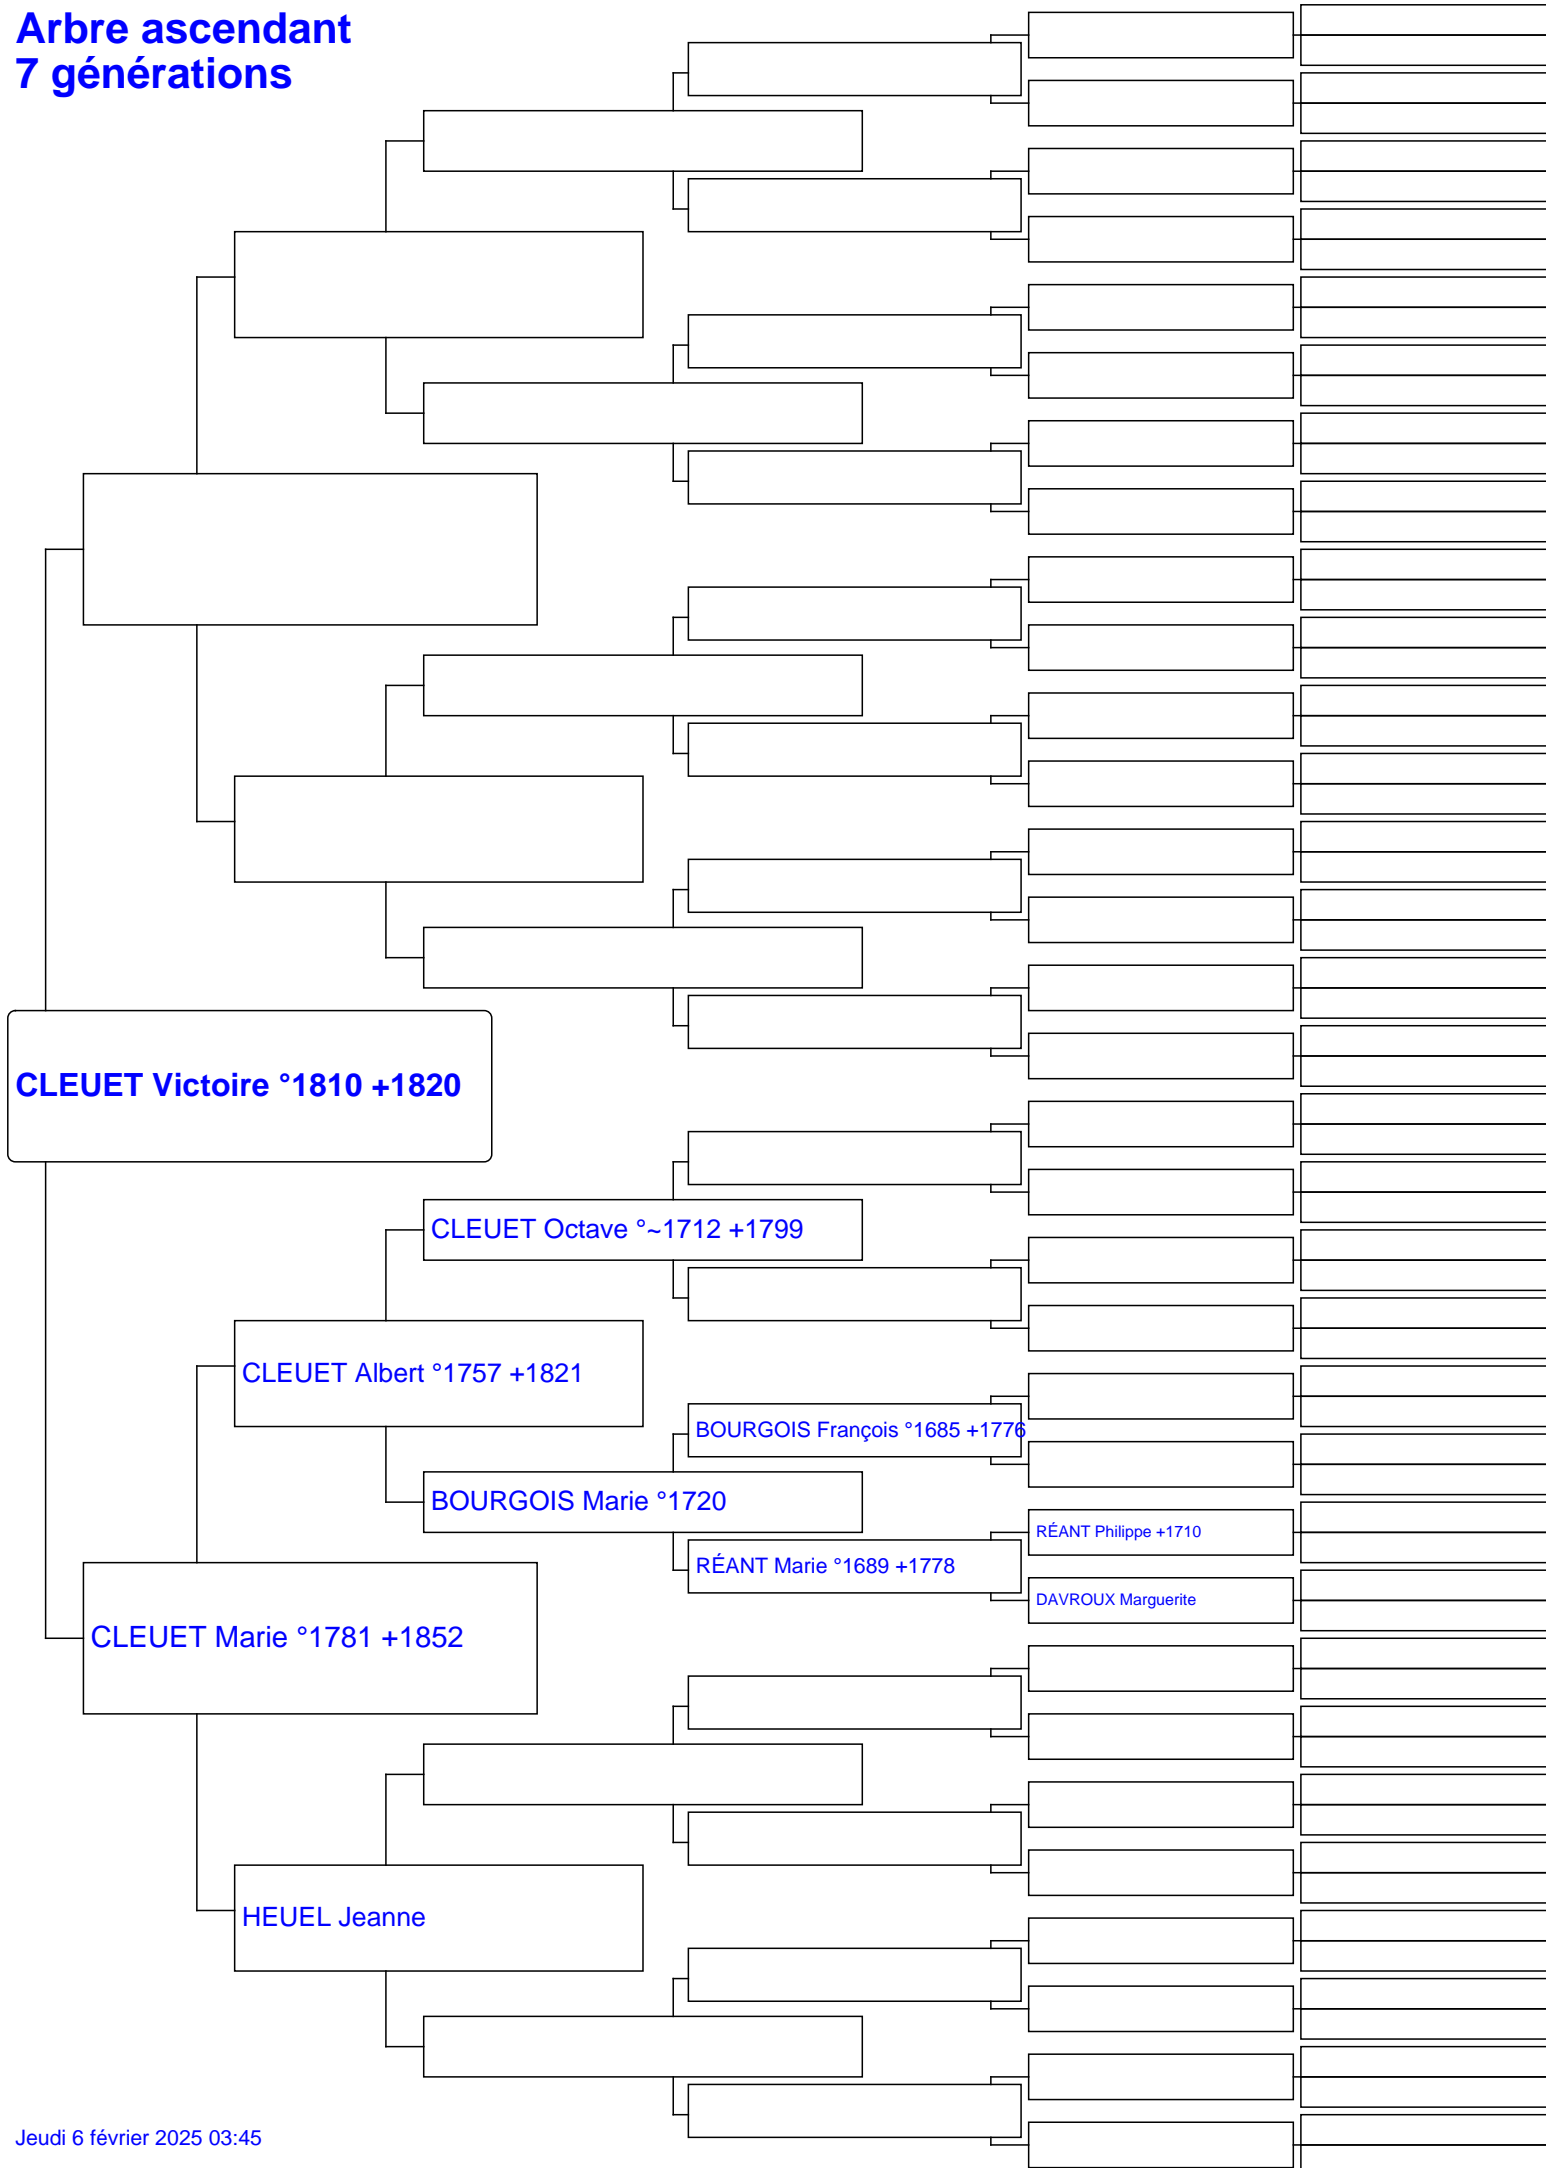 Arbre ascendant
7 générations
CLEUET Victoire °1810 +1820
CLEUET Octave °~1712 +1799
CLEUET Albert °1757 +1821
BOURGOIS François °1685 +1776
BOURGOIS Marie °1720
RÉANT Philippe +1710
RÉANT Marie °1689 +1778
DAVROUX Marguerite
CLEUET Marie °1781 +1852
HEUEL Jeanne
Jeudi 6 février 2025 03:45